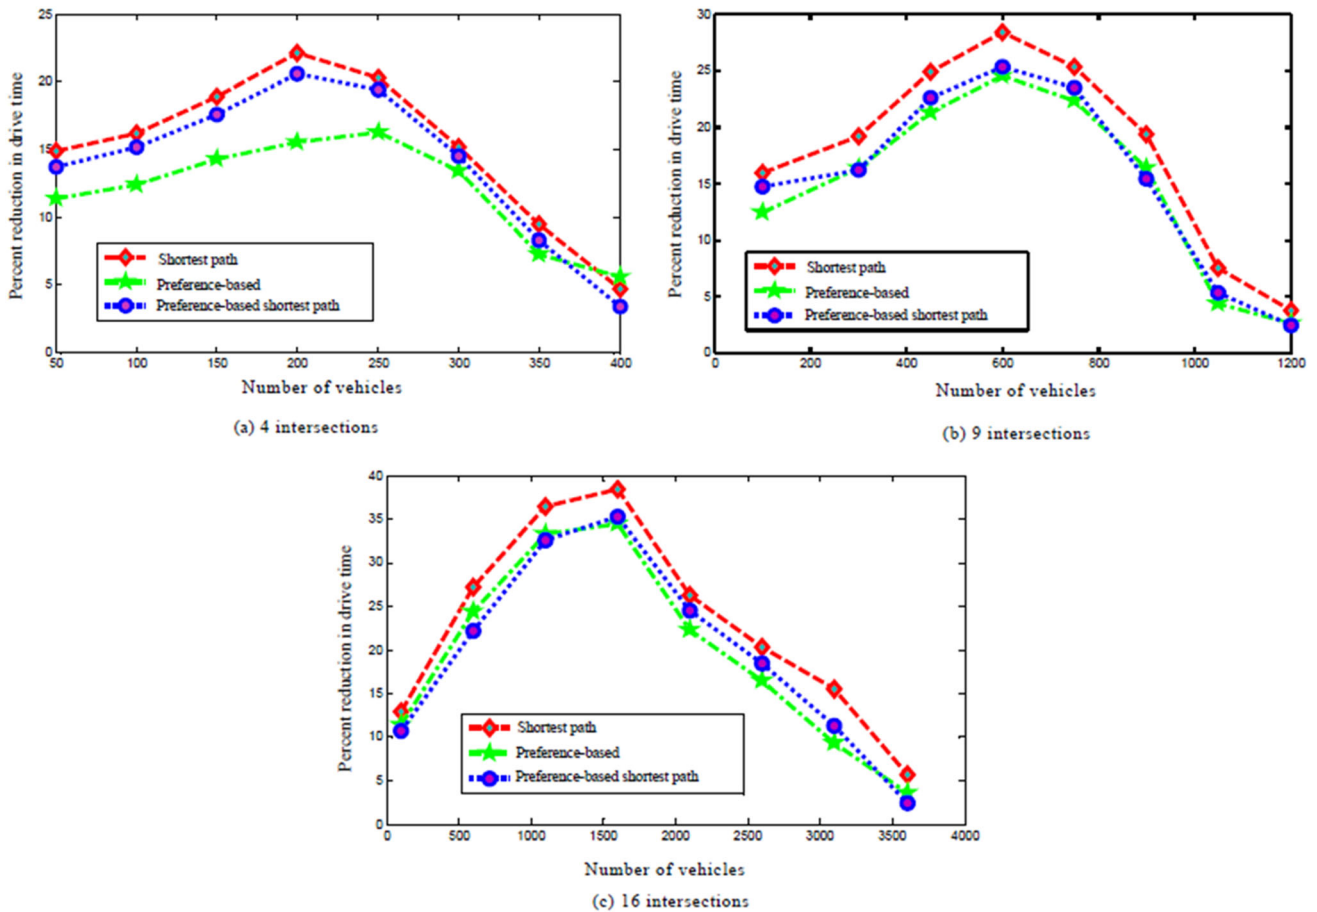 25
20
15
10
5
0
Percent reduction in drive time
Shortest path
Preference-based
Preference-based shortest path
50 100 150 200 250 300 350 400
Number of vehicles
(a) 4 intersections
30
25
20
15
10
5
0
Percent reduction in drive time
Shortest path
Preference-based
Preference-based shortest path
0 200 400 600 800 1000 1200
Number of vehicles
(b) 9 intersections
40
35
30
25
20
15
10
5
0
Percent reduction in drive time
Shortest path
Preference-based
Preference-based shortest path
0 500 1000 1500 2000 2500 3000 3500 4000
Number of vehicles
(c) 16 intersections